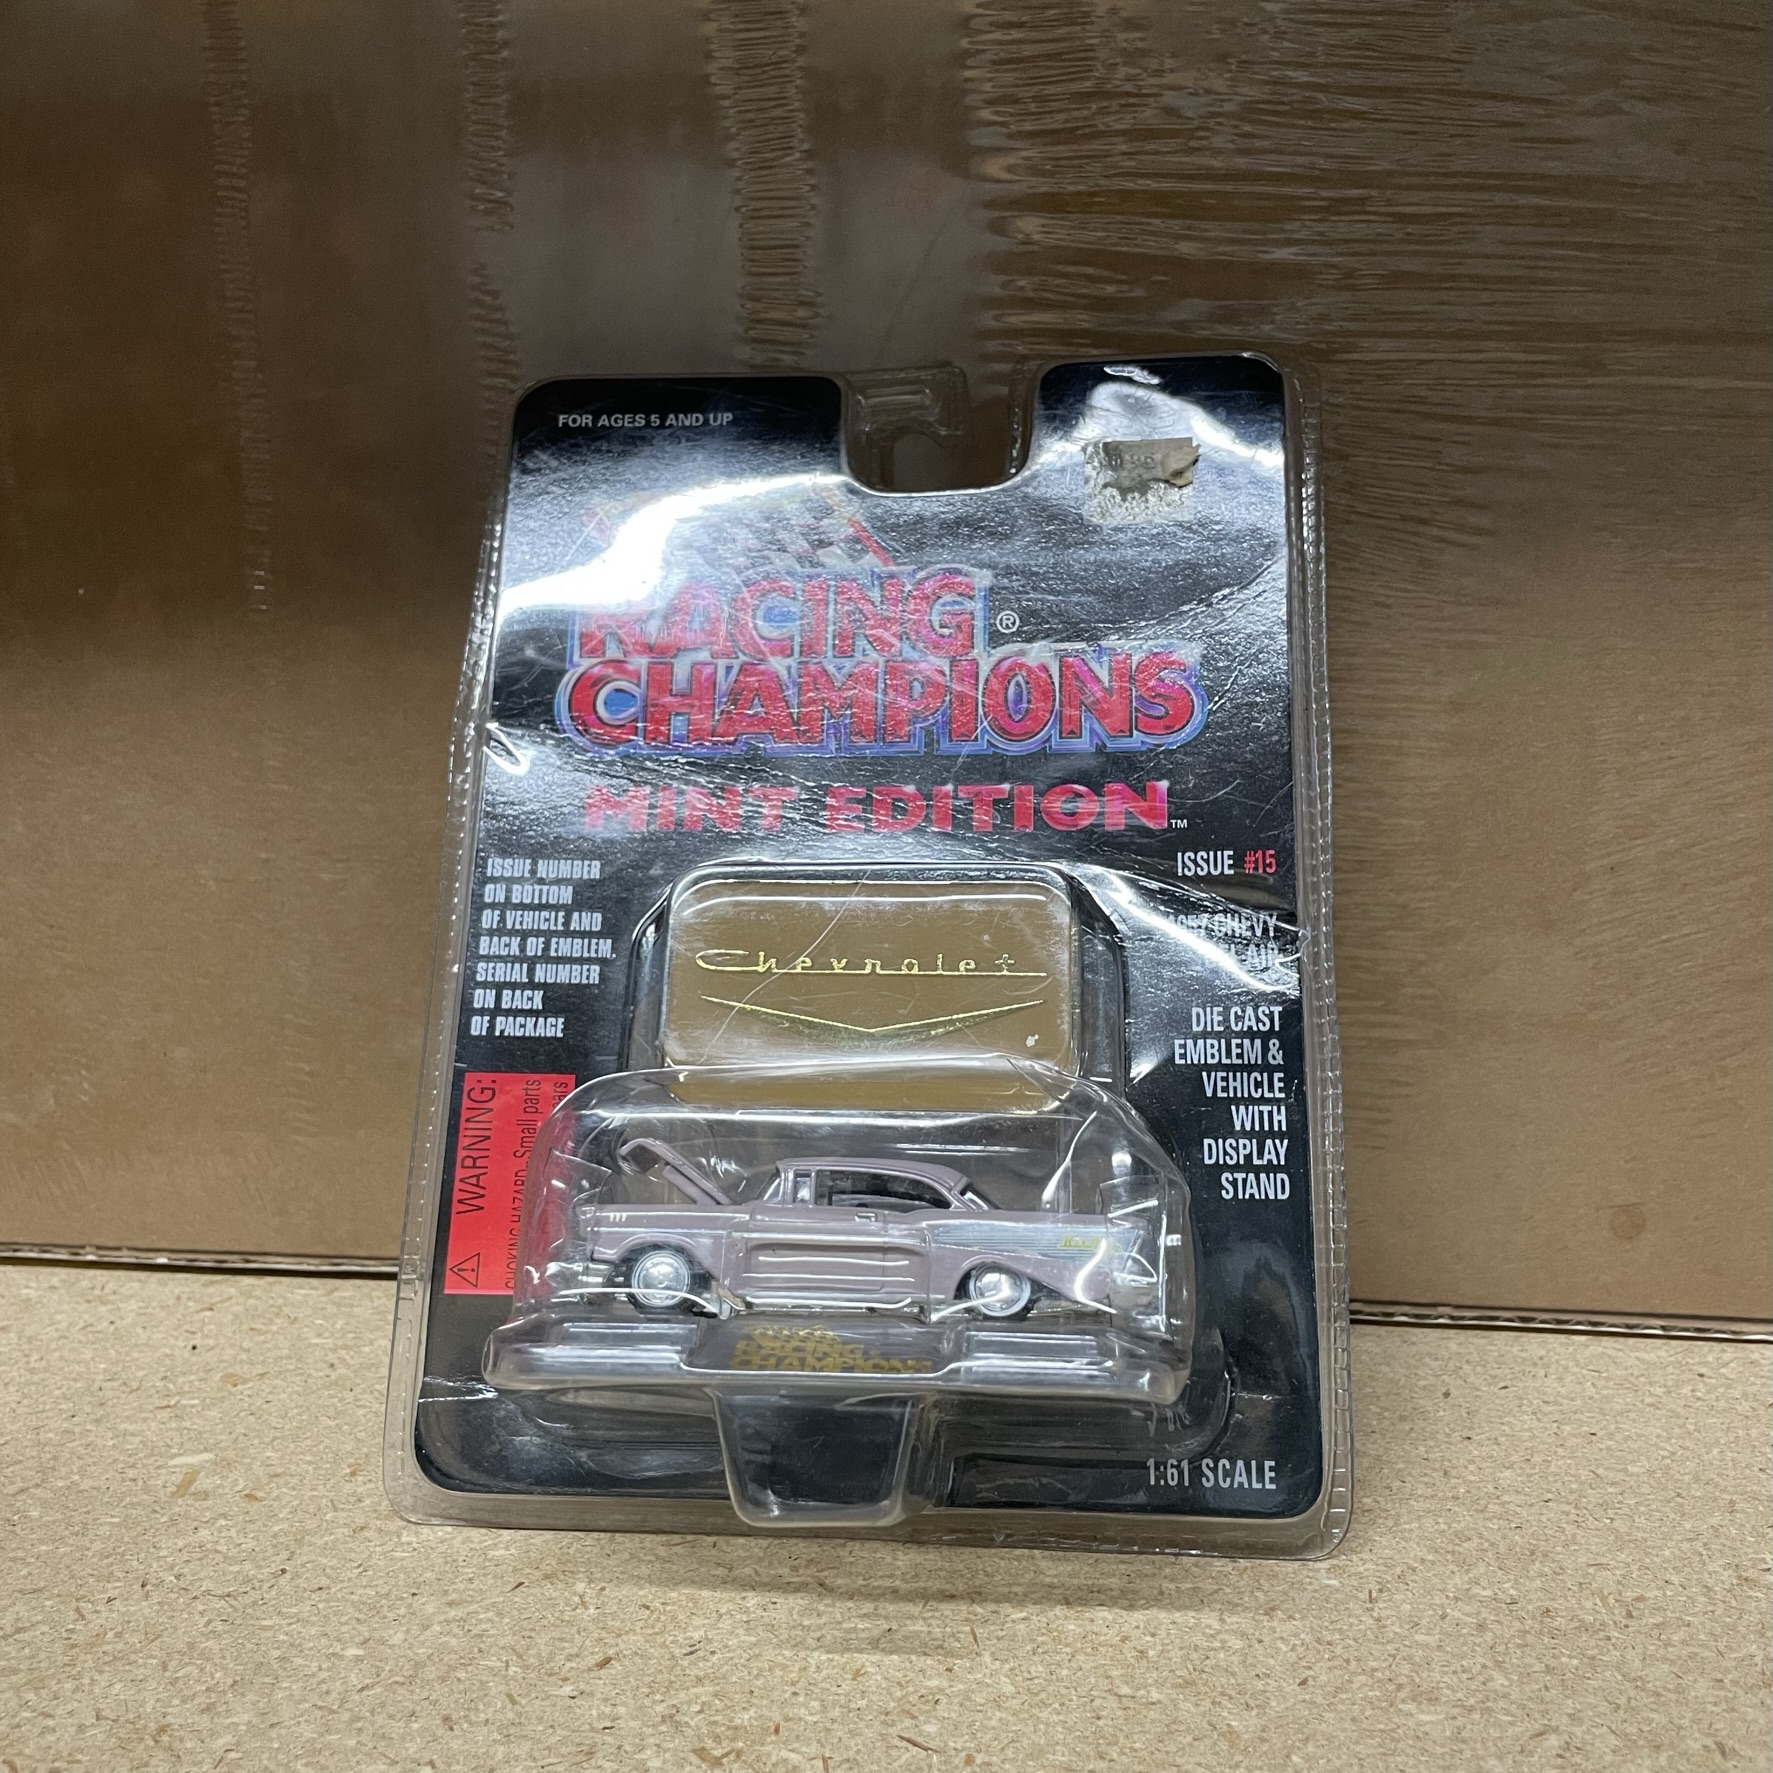 FOR AGES 5 AND UP
RACING ®
CHAMPIONS
MINT EDITION™
ISSUE NUMBER
ON BOTTOM
OF VEHICLE AND
BACK OF EMBLEM.
SERIAL NUMBER
ON BACK
OF PACKAGE
ISSUE #15
CHEVY
AIR
DIE CAST
EMBLEM &
VEHICLE
WITH
DISPLAY
STAND
Chevrolet
WARNING:
CHOKING HAZARD-Small parts
RACING
CHAMPIONS
1:61 SCALE